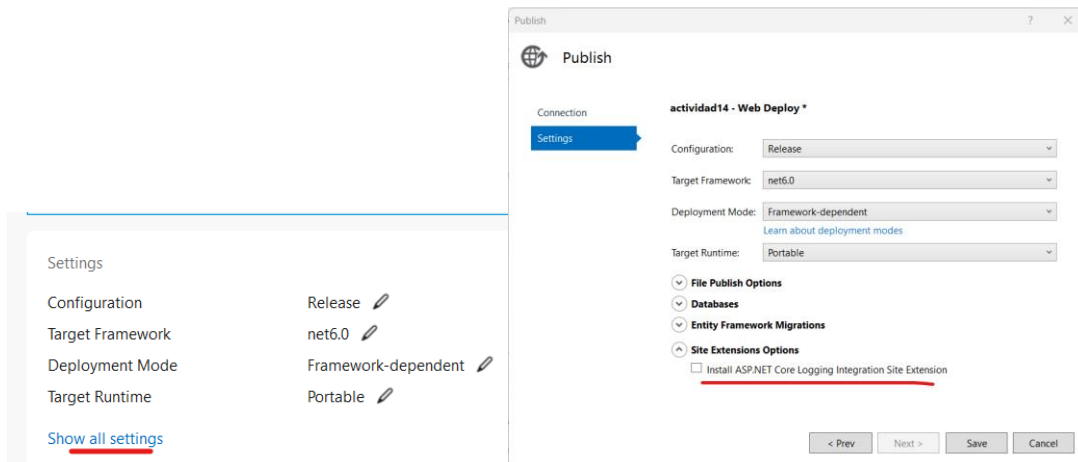 Settings
Configuration Release
Target Framework net6.0
Deployment Mode Framework-dependent
Target Runtime Portable
Show all settings
Publish ? ×
Publish
Connection
Settings
actividad14 - Web Deploy *
Configuration: Release
Target Framework: net6.0
Deployment Mode: Framework-dependent
Learn about deployment modes
Target Runtime: Portable
File Publish Options
Databases
Entity Framework Migrations
Site Extensions Options
Install ASP.NET Core Logging Integration Site Extension
< Prev Next > Save Cancel